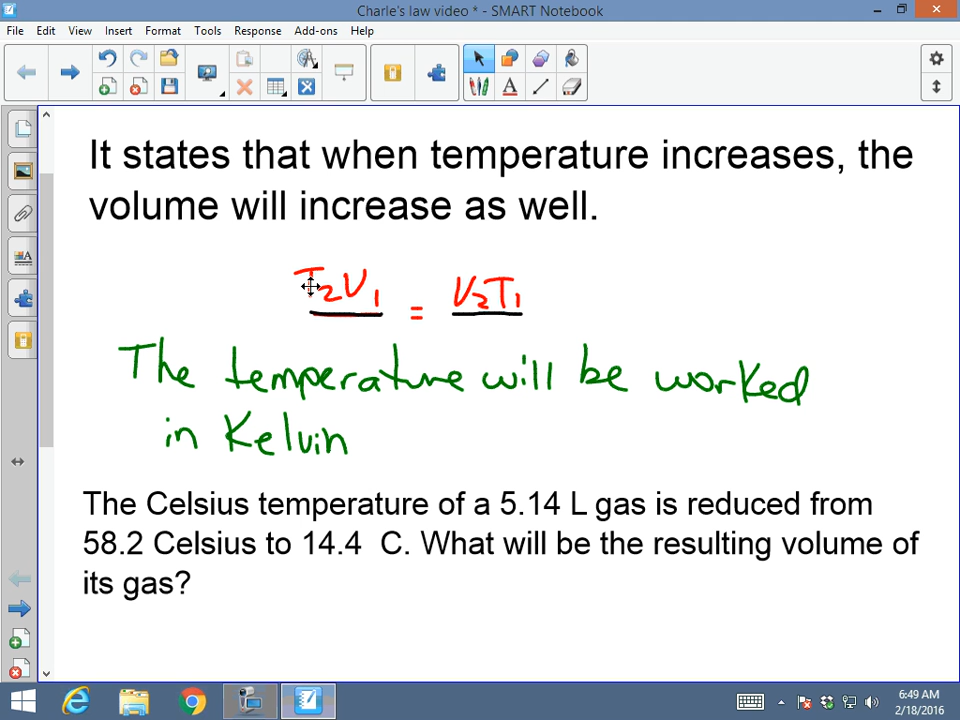 Charle's law video * - SMART Notebook
File Edit View Insert Format Tools Response Add-ons Help
It states that when temperature increases, the
volume will increase as well.
T2V1 = V2T1
The temperature will be worked
in Kelvin
The Celsius temperature of a 5.14 L gas is reduced from
58.2 Celsius to 14.4 C. What will be the resulting volume of
its gas?
6:49 AM
2/18/2016